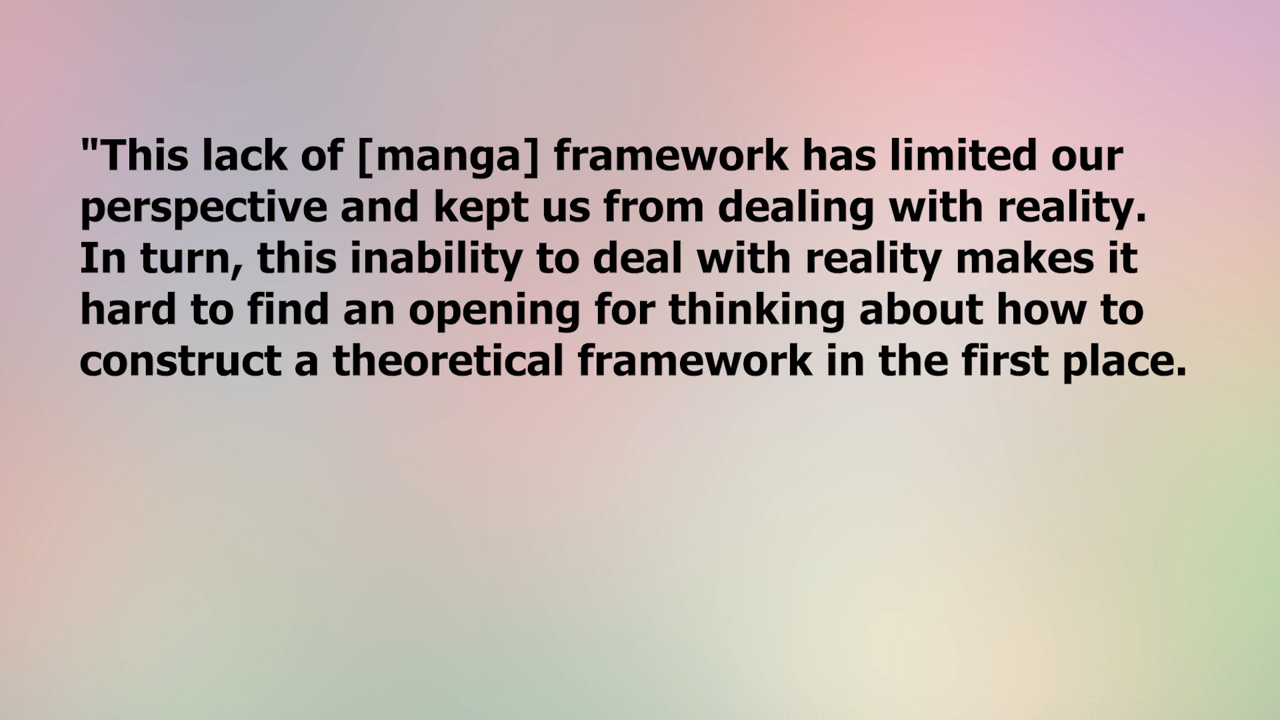 "This lack of [manga] framework has limited our
perspective and kept us from dealing with reality.
In turn, this inability to deal with reality makes it
hard to find an opening for thinking about how to
construct a theoretical framework in the first place.